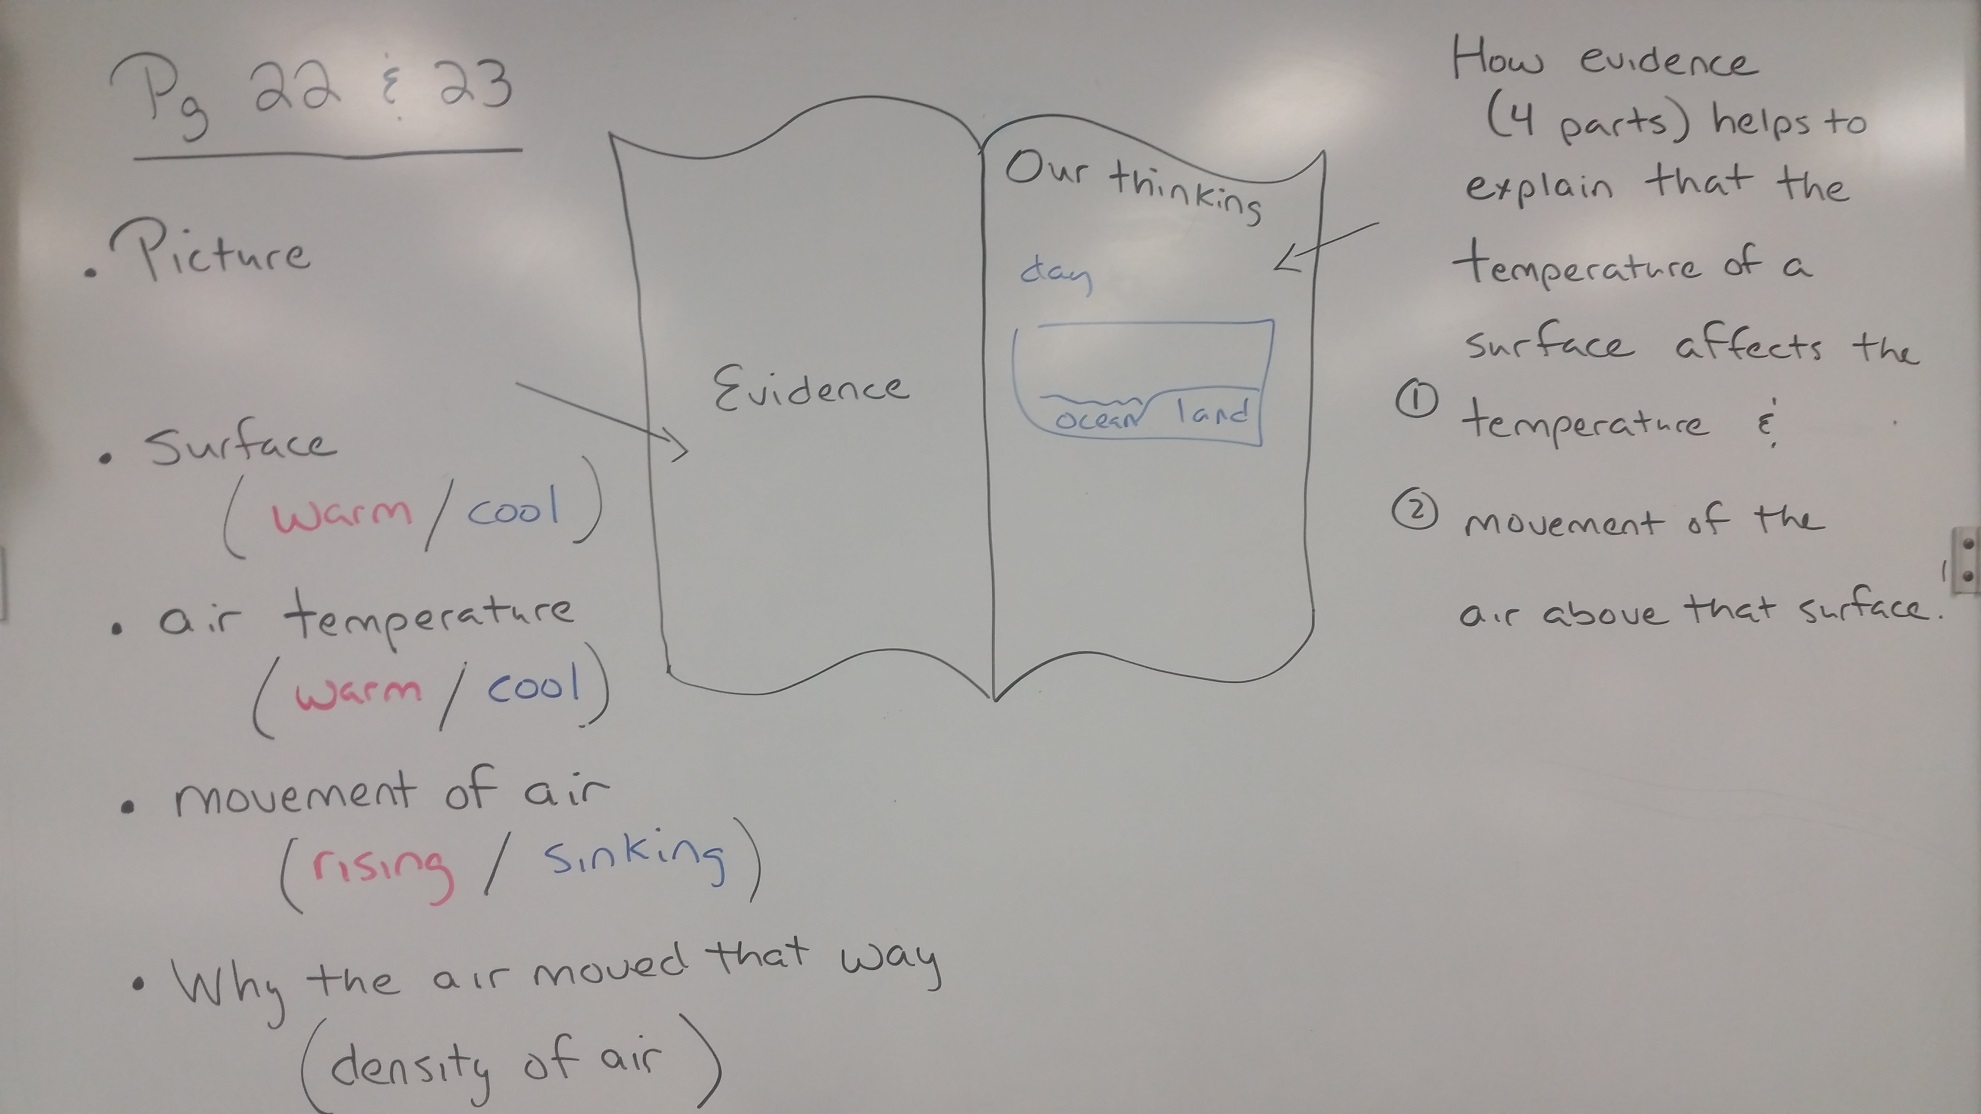 Pg 22 & 23
• Picture
• Surface
(warm / cool)
• air temperature
(warm / cool)
• movement of air
(rising / sinking)
• Why the air moved that way
(density of air)
Evidence
Our thinking
day
ocean land
How evidence
(4 parts) helps to
explain that the
temperature of a
surface affects the
① temperature &
② movement of the
air above that surface.